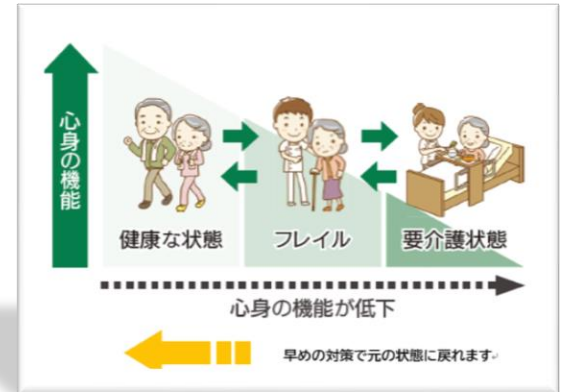 心身の機能
健康な状態
フレイル
要介護状態
心身の機能が低下
早めの対策で元の状態に戻れます